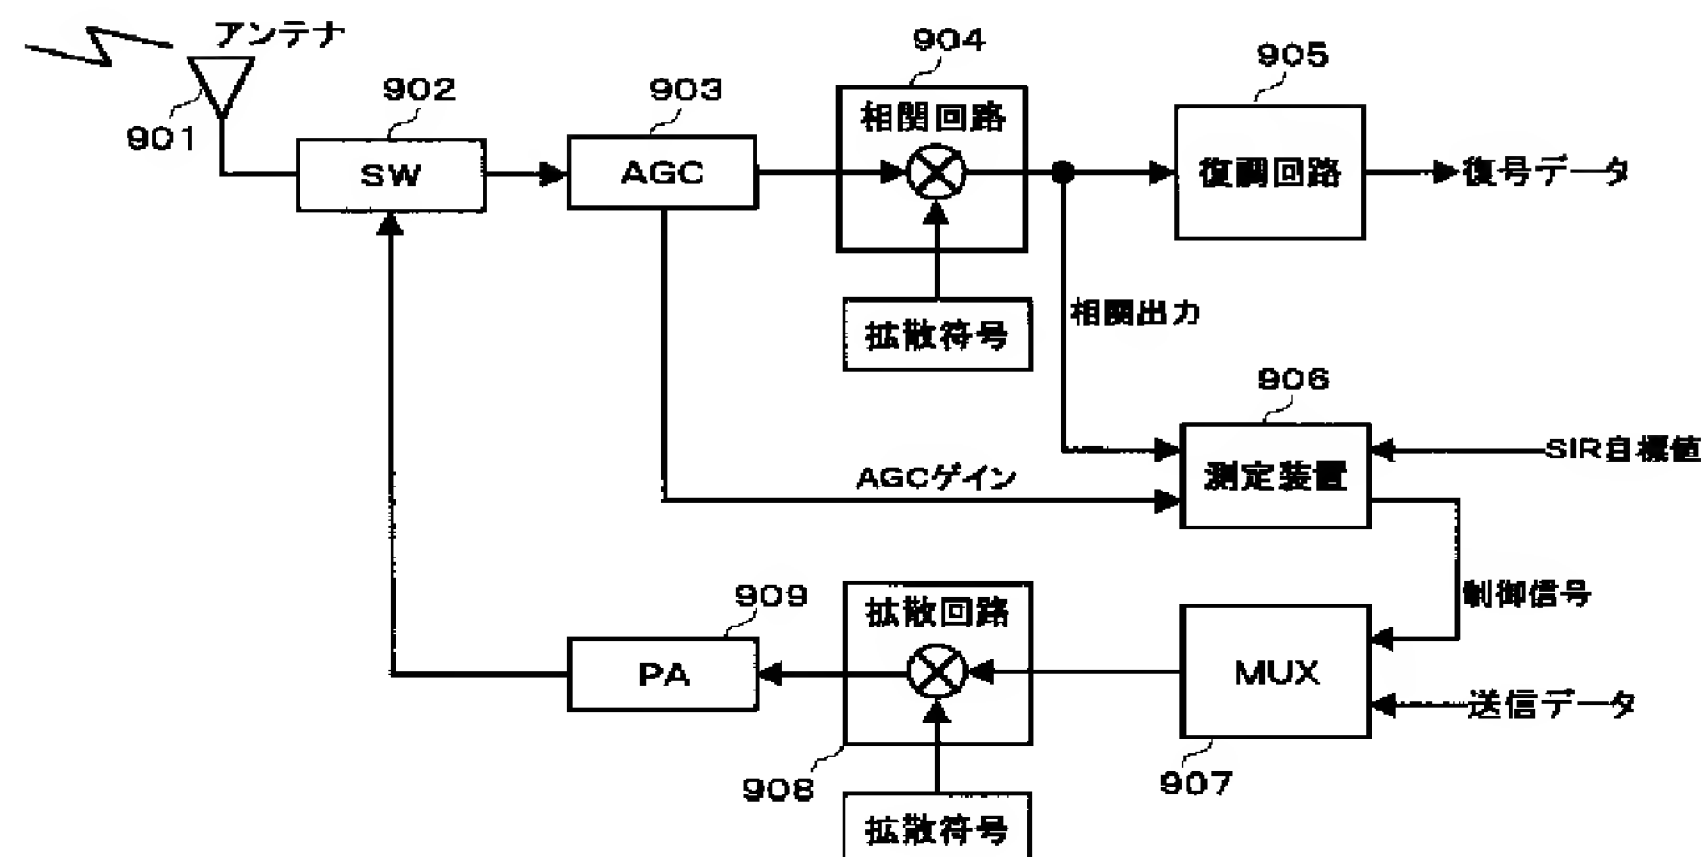 アンテナ
901
902
SW
903
AGC
904
相関回路
905
復調回路
復号データ
拡散符号
相関出力
906
測定装置
SIR目標値
AGCゲイン
制御信号
909
PA
拡散回路
908
MUX
907
送信データ
拡散符号